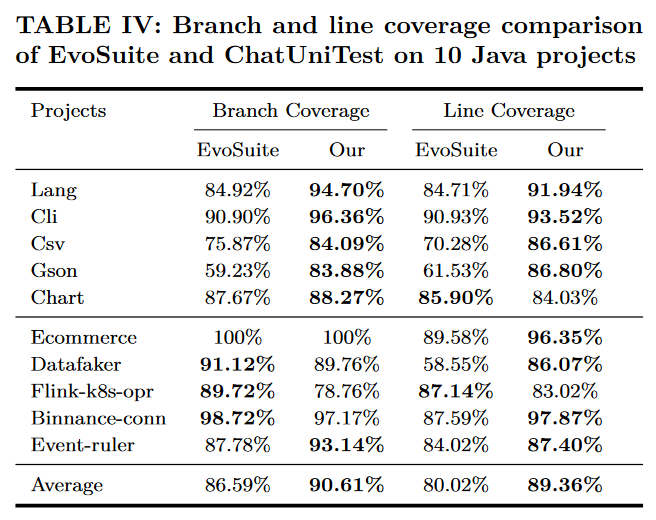 TABLE IV: Branch and line coverage comparison
of EvoSuite and ChatUniTest on 10 Java projects
Projects Branch Coverage Line Coverage
EvoSuite Our EvoSuite Our
Lang 84.92% 94.70% 84.71% 91.94%
Cli 90.90% 96.36% 90.93% 93.52%
Csv 75.87% 84.09% 70.28% 86.61%
Gson 59.23% 83.88% 61.53% 86.80%
Chart 87.67% 88.27% 85.90% 84.03%
Ecommerce 100% 100% 89.58% 96.35%
Datafaker 91.12% 89.76% 58.55% 86.07%
Flink-k8s-opr 89.72% 78.76% 87.14% 83.02%
Binnance-conn 98.72% 97.17% 87.59% 97.87%
Event-ruler 87.78% 93.14% 84.02% 87.40%
Average 86.59% 90.61% 80.02% 89.36%